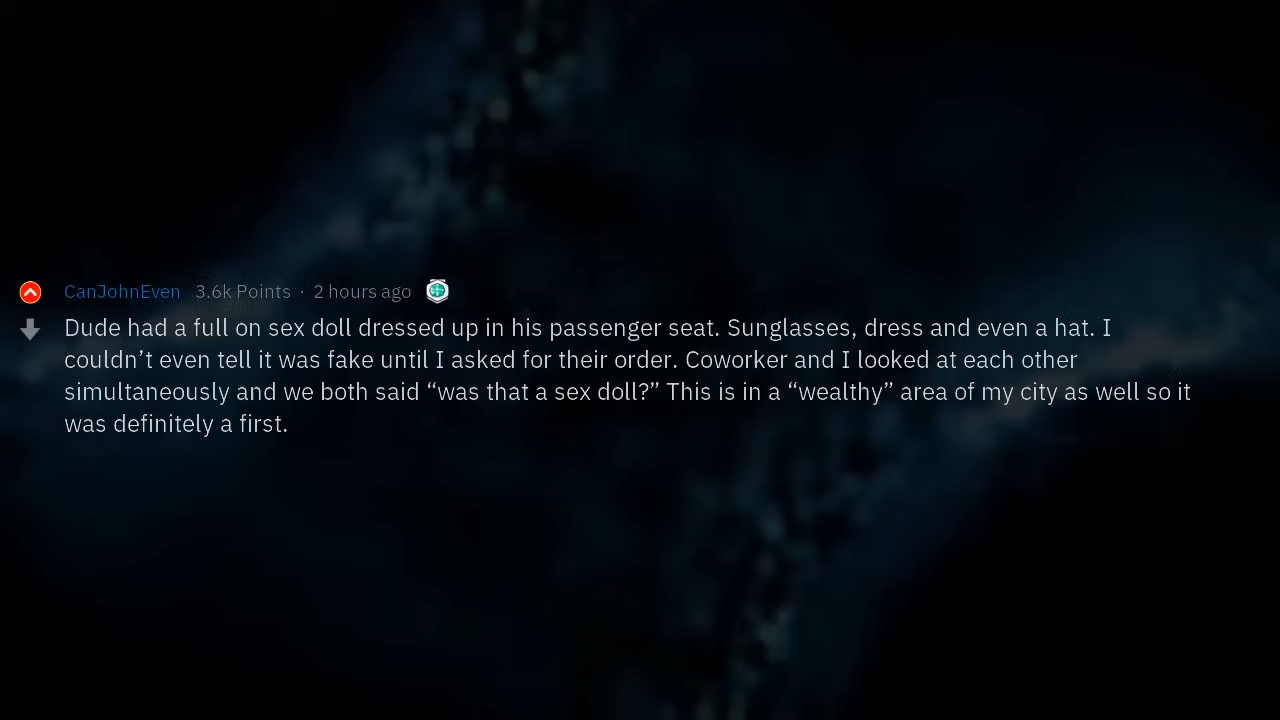 CanJohnEven 3.6k Points · 2 hours ago
Dude had a full on sex doll dressed up in his passenger seat. Sunglasses, dress and even a hat. I
couldn’t even tell it was fake until I asked for their order. Coworker and I looked at each other
simultaneously and we both said “was that a sex doll?” This is in a “wealthy” area of my city as well so it
was definitely a first.